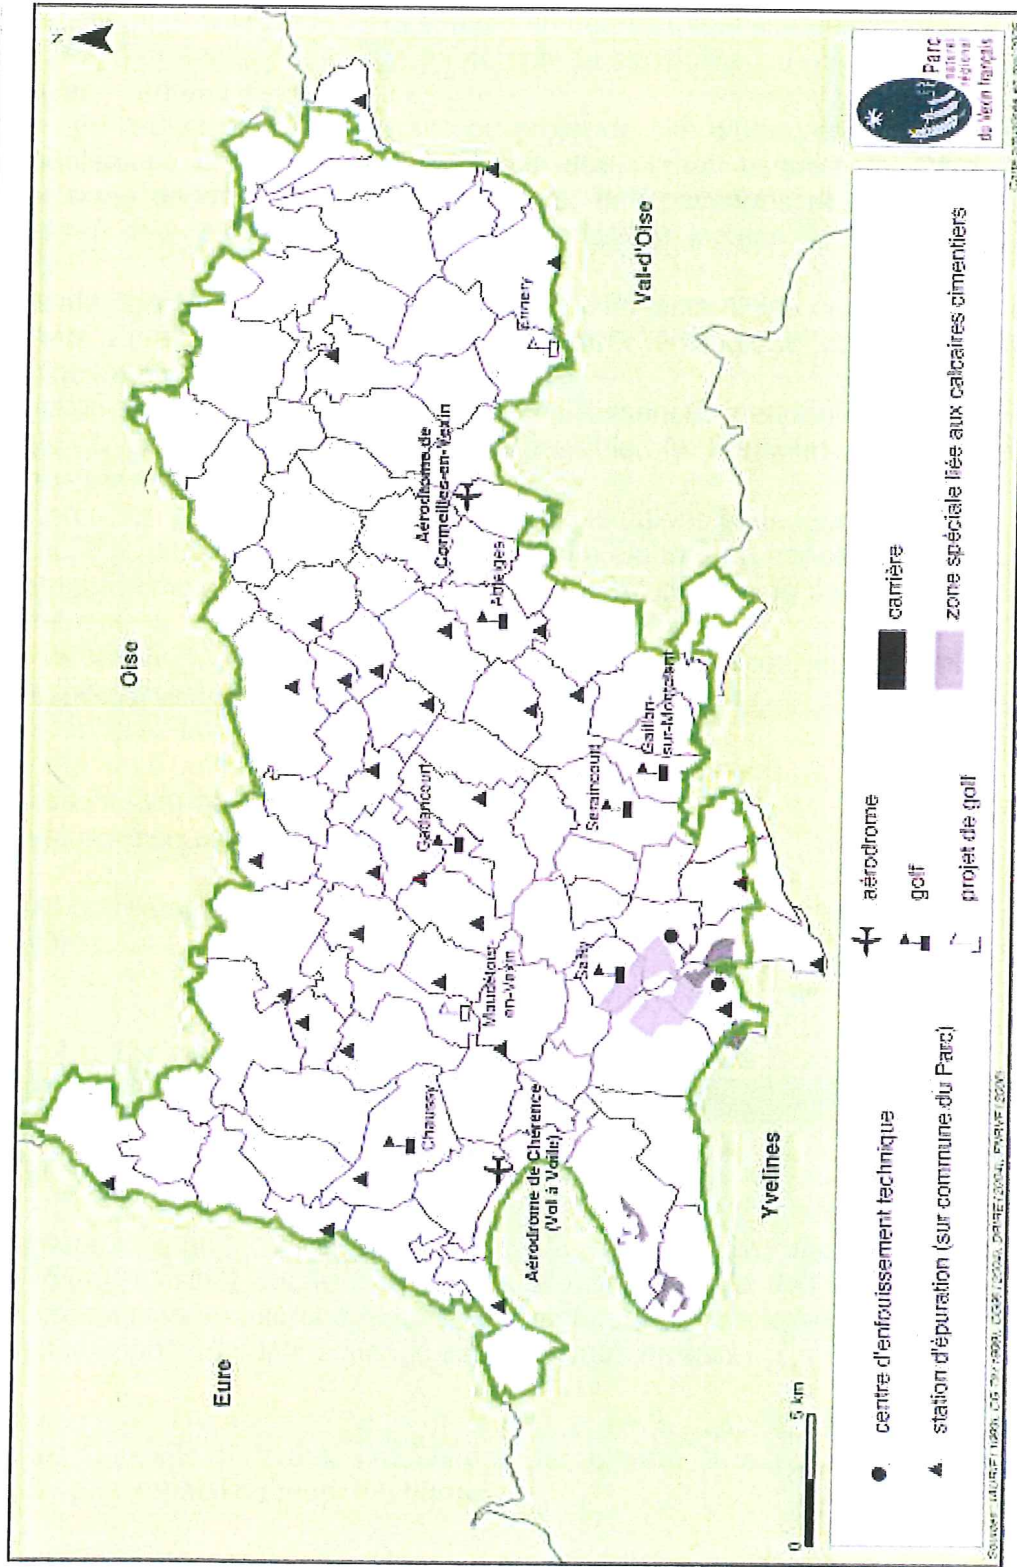 N
Oise
Eure
Val-d'Oise
Yvelines
Ennery
Aérodrome de
Cormeilles-en-Vexin
Ableiges
Gaillon-
sur-Montcient
Seraincourt
Gadancourt
Sailly
Maudétour-
en-Vexin
Chaussy
Aérodrome de Chérence
(Vol à Voile)
0 5 km
centre d'enfouissement technique
station d'épuration (sur commune du Parc)
aérodrome
golf
projet de golf
carrière
zone spéciale liée aux calcaires cimentiers
Parc
naturel
régional
du Vexin français